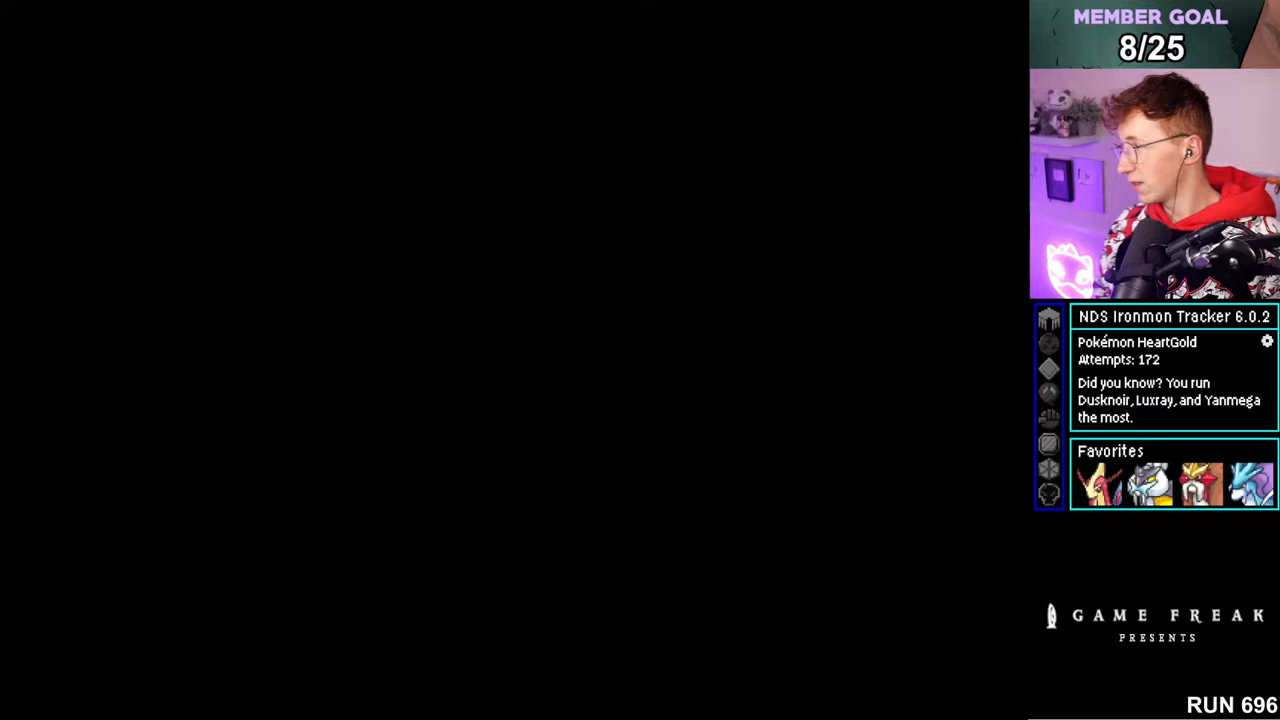 MEMBER GOAL
8/25
NDS Ironmon Tracker 6.0.2
Pokémon HeartGold
Attempts: 172
Did you know? You run
Dusknoir, Luxray, and Yanmega
the most.
Favorites
GAME FREAK
PRESENTS
RUN 696